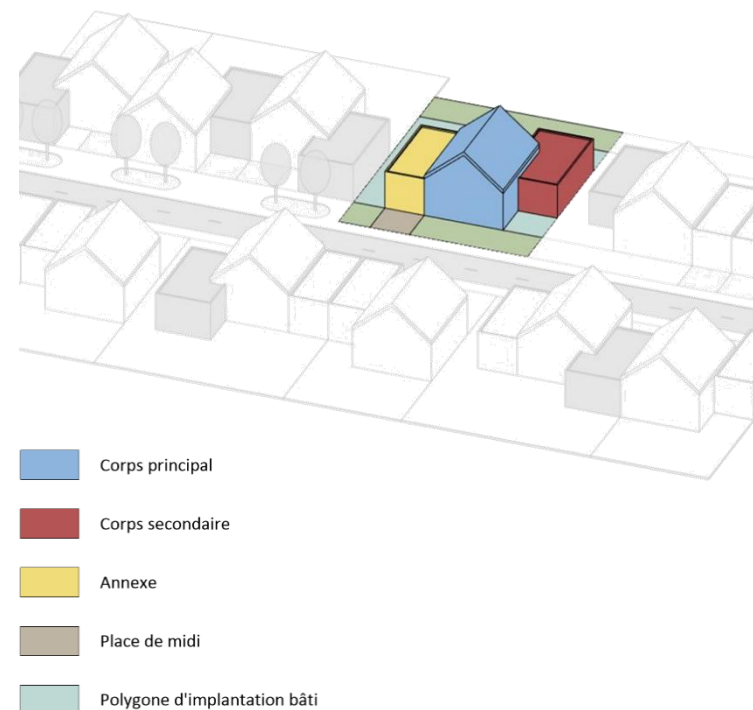 Corps principal
Corps secondaire
Annexe
Place de midi
Polygone d'implantation bâti